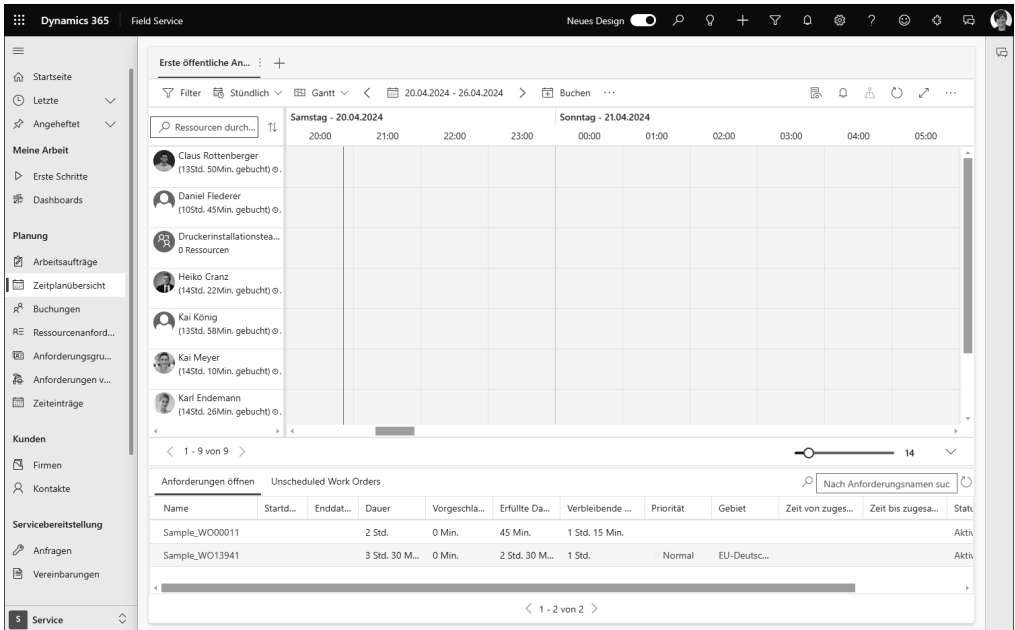 Dynamics 365 Field Service Neues Design
Startseite
Letzte
Angeheftet
Meine Arbeit
Erste Schritte
Dashboards
Planung
Arbeitsaufträge
Zeitplanübersicht
Buchungen
Ressourcenanford...
Anforderungsgru...
Anforderungen v...
Zeiteinträge
Kunden
Firmen
Kontakte
Servicebereitstellung
Anfragen
Vereinbarungen
S Service
Erste öffentliche An...
Filter Stündlich Gantt 20.04.2024 - 26.04.2024 Buchen
Ressourcen durch...
Samstag - 20.04.2024 Sonntag - 21.04.2024
20:00 21:00 22:00 23:00 00:00 01:00 02:00 03:00 04:00 05:00
Claus Rottenberger
(13Std. 50Min. gebucht)
Daniel Flederer
(10Std. 45Min. gebucht)
Druckerinstallationstea...
0 Ressourcen
Heiko Cranz
(14Std. 22Min. gebucht)
Kai König
(13Std. 58Min. gebucht)
Kai Meyer
(14Std. 10Min. gebucht)
Karl Endemann
(14Std. 26Min. gebucht)
1 - 9 von 9 14
Anforderungen öffnen Unscheduled Work Orders Nach Anforderungsnamen suc
Name Startd... Enddat... Dauer Vorgeschla... Erfüllte Da... Verbleibende ... Priorität Gebiet Zeit von zuges... Zeit bis zugesa... Statu
Sample_WO00011 2 Std. 0 Min. 45 Min. 1 Std. 15 Min. Aktiv
Sample_WO13941 3 Std. 30 M... 0 Min. 2 Std. 30 M... 1 Std. Normal EU-Deutsc... Aktiv
1 - 2 von 2